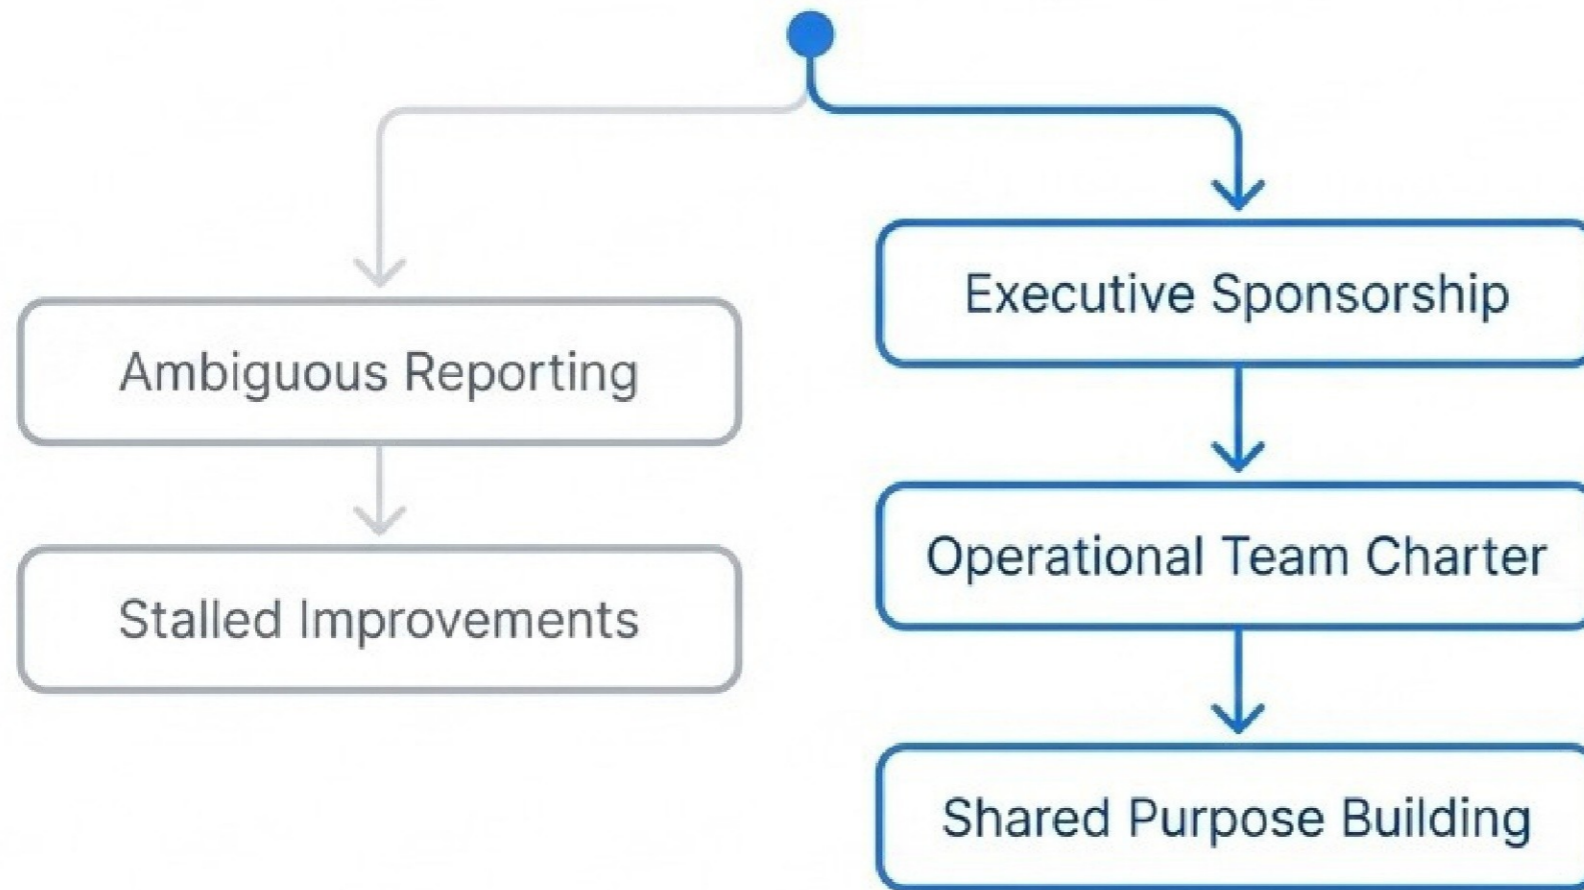 Ambiguous Reporting
Stalled Improvements
Executive Sponsorship
Operational Team Charter
Shared Purpose Building